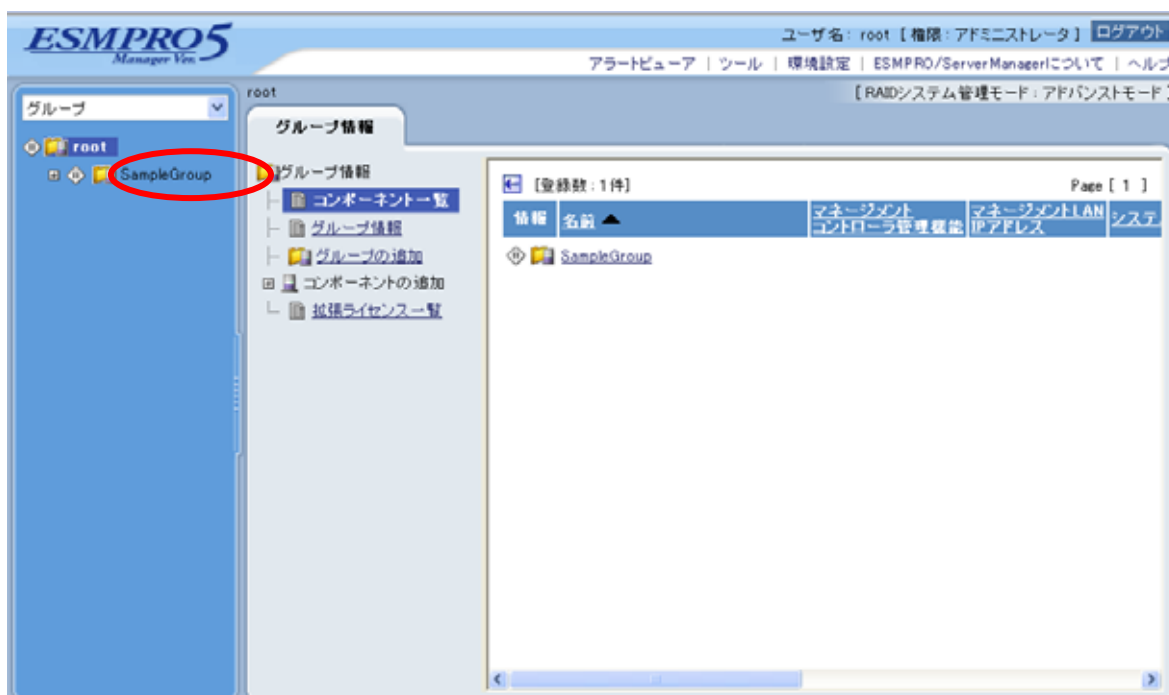 ESMPRO5
Manager Ver.
ユーザ名: root 【権限:アドミニストレータ】 ログアウト
アラートビューア | ツール | 環境設定 | ESMPRO/ServerManagerについて | ヘルプ
グループ
root
[RAIDシステム管理モード:アドバンストモード]
グループ情報
root
SampleGroup
グループ情報
コンポーネント一覧
グループ情報
グループの追加
コンポーネントの追加
拡張ライセンス一覧
[登録数:1件]
Page [ 1 ]
情報 名前 マネージメント コントローラ管理機能 マネージメントLAN IPアドレス システ
SampleGroup